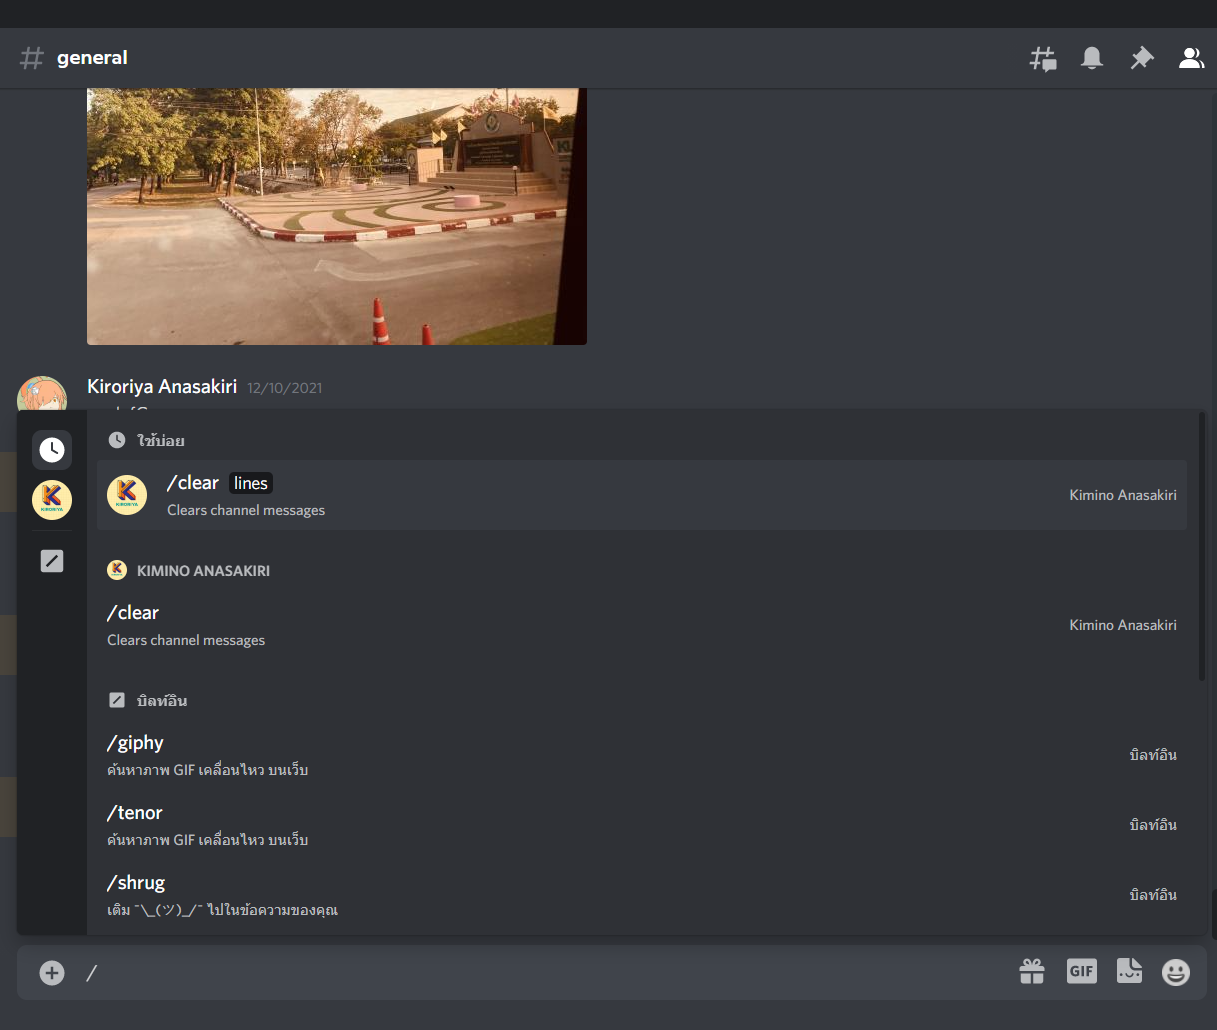 general
Kiroriya Anasakiri 12/10/2021
ใช้บ่อย
/clear lines
Clears channel messages
Kimino Anasakiri
KIMINO ANASAKIRI
/clear
Clears channel messages
Kimino Anasakiri
บิลท์อิน
/giphy
ค้นหาภาพ GIF เคลื่อนไหว บนเว็บ
บิลท์อิน
/tenor
ค้นหาภาพ GIF เคลื่อนไหว บนเว็บ
บิลท์อิน
/shrug
เติม ¯\_(ツ)_/¯ ไปในข้อความของคุณ
บิลท์อิน
/
GIF